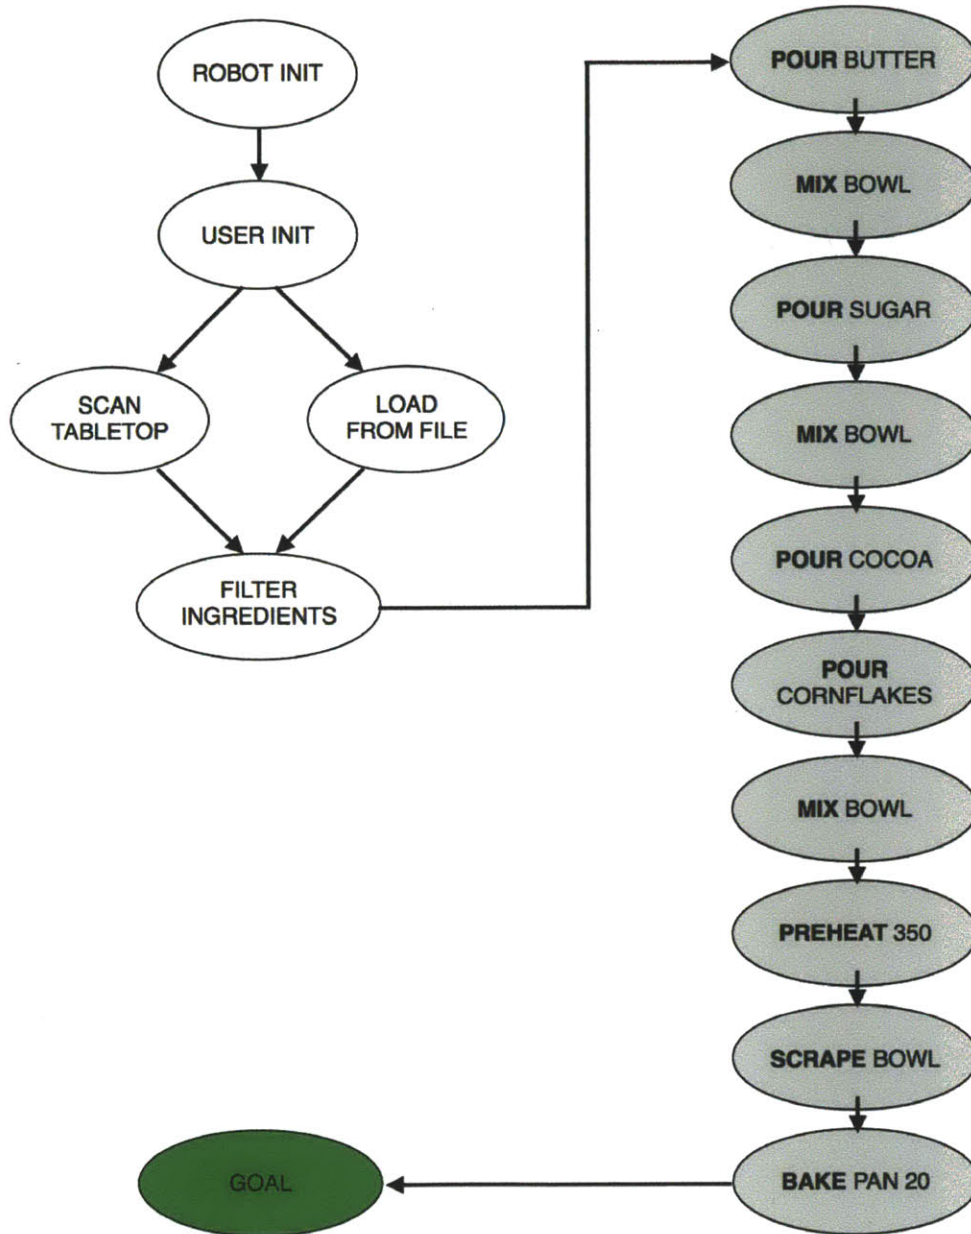 ROBOT INIT
USER INIT
SCAN
TABLETOP
LOAD
FROM FILE
FILTER
INGREDIENTS
POUR BUTTER
MIX BOWL
POUR SUGAR
MIX BOWL
POUR COCOA
POUR
CORNFLAKES
MIX BOWL
PREHEAT 350
SCRAPE BOWL
BAKE PAN 20
GOAL